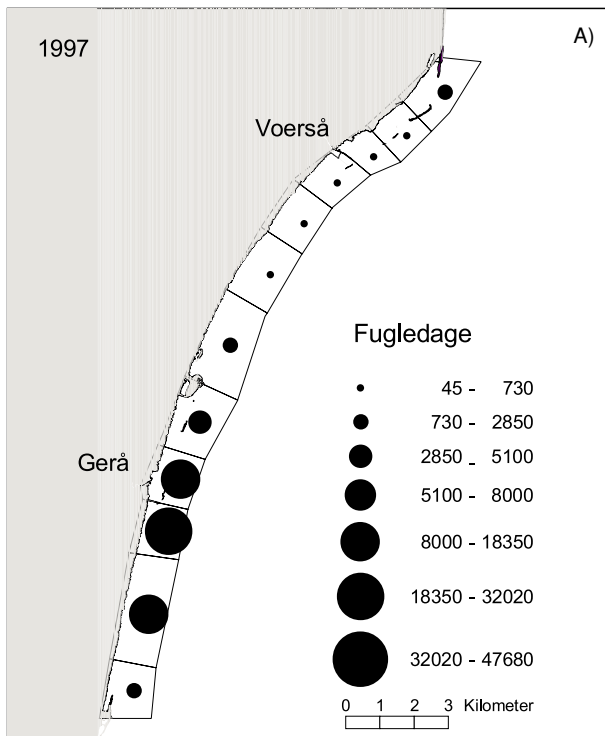 1997
A)
Voerså
Gerå
Fugledage
45 - 730
730 - 2850
2850 - 5100
5100 - 8000
8000 - 18350
18350 - 32020
32020 - 47680
0 1 2 3 Kilometer